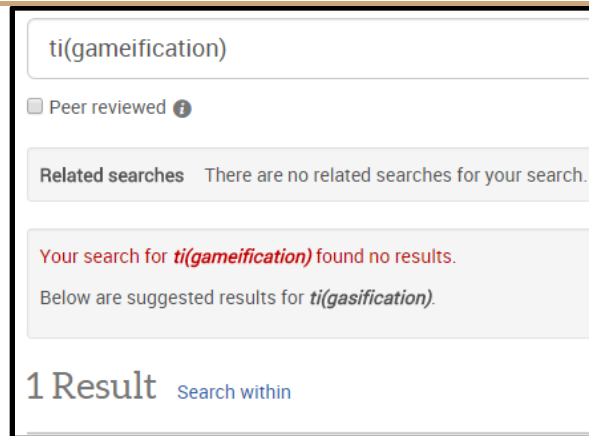 ti(gameification)
Peer reviewed
Related searches There are no related searches for your search.
Your search for ti(gameification) found no results.
Below are suggested results for ti(gasification).
1 Result Search within